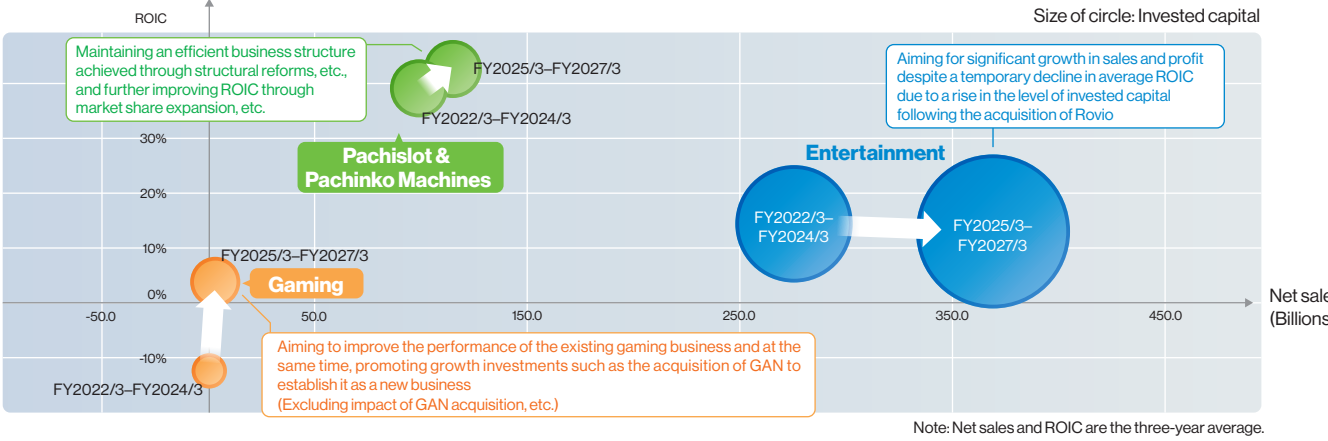 ROIC
Size of circle: Invested capital
Maintaining an efficient business structure
achieved through structural reforms, etc.,
and further improving ROIC through
market share expansion, etc.
FY2025/3–FY2027/3
FY2022/3–FY2024/3
Pachislot &
Pachinko Machines
Aiming for significant growth in sales and profit
despite a temporary decline in average ROIC
due to a rise in the level of invested capital
following the acquisition of Rovio
Entertainment
FY2022/3–
FY2024/3
FY2025/3–
FY2027/3
30%
20%
10%
0%
-10%
FY2025/3–FY2027/3
Gaming
FY2022/3–FY2024/3
Aiming to improve the performance of the existing gaming business and at the
same time, promoting growth investments such as the acquisition of GAN to
establish it as a new business
(Excluding impact of GAN acquisition, etc.)
-50.0
50.0
150.0
250.0
350.0
450.0
Net sale
(Billions
Note: Net sales and ROIC are the three-year average.